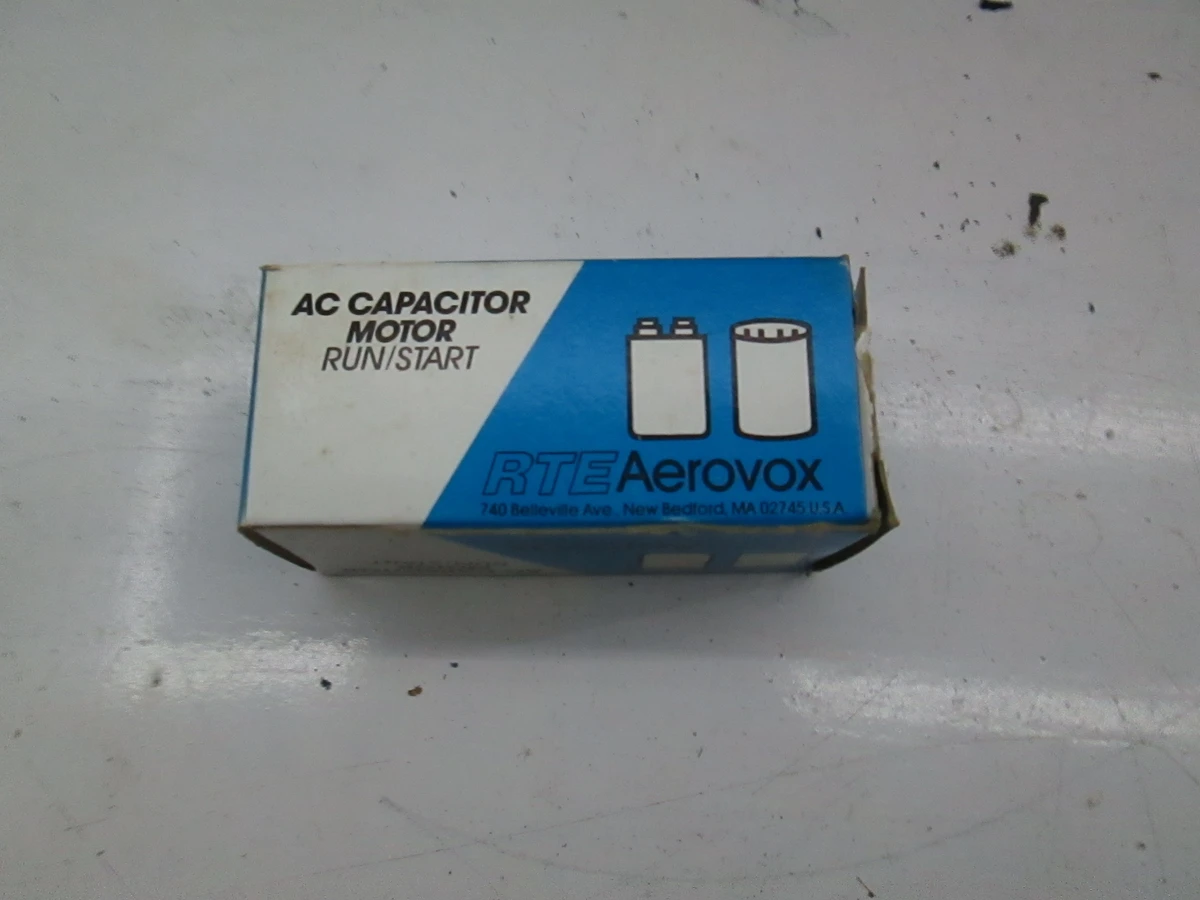 AC CAPACITOR
MOTOR
RUN/START
RTE Aerovox
740 Belleville Ave., New Bedford, MA 02745 U.S.A.